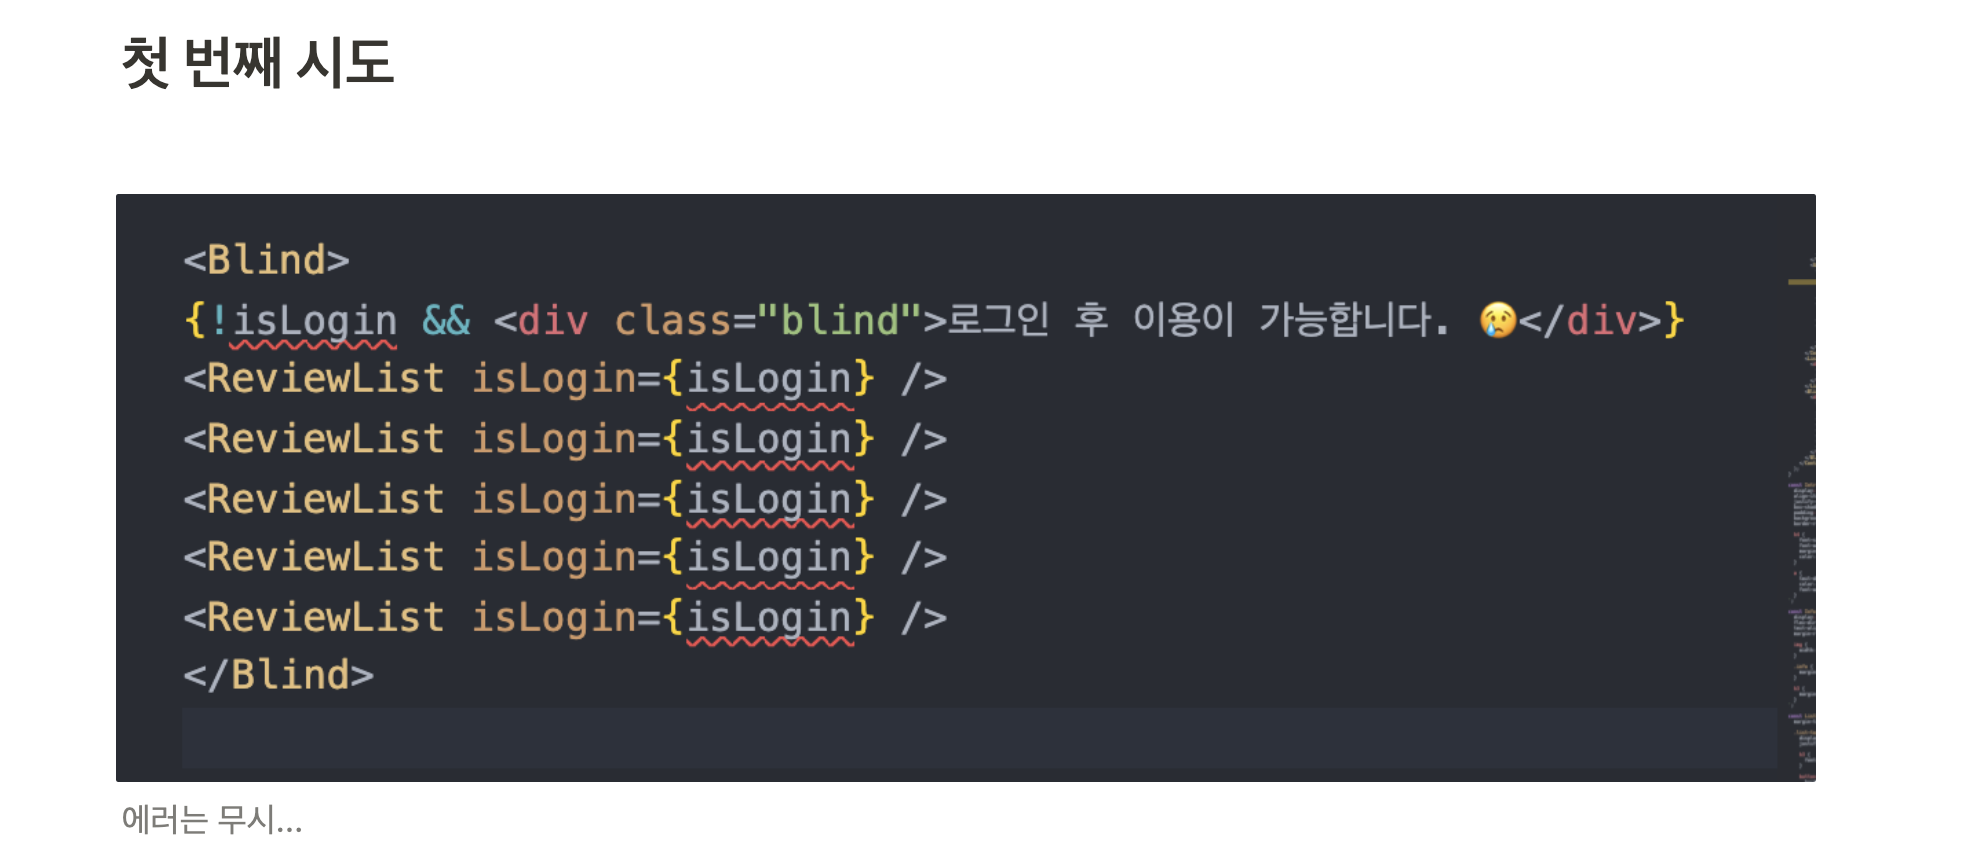 첫 번째 시도
<Blind>
{!isLogin && <div class="blind">로그인 후 이용이 가능합니다. 😢</div>}
<ReviewList isLogin={isLogin} />
<ReviewList isLogin={isLogin} />
<ReviewList isLogin={isLogin} />
<ReviewList isLogin={isLogin} />
<ReviewList isLogin={isLogin} />
</Blind>
에러는 무시...